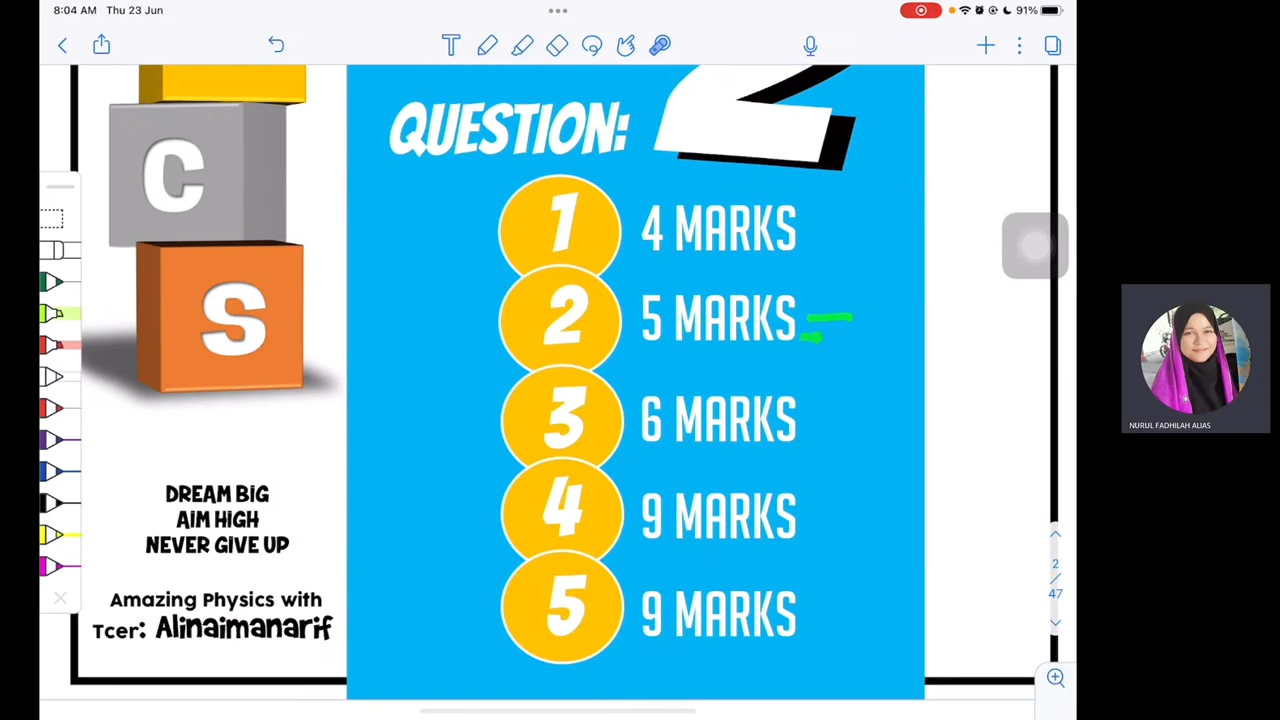 8:04 AM Thu 23 Jun
91%
T
QUESTION: 2
C
S
1 4 MARKS
2 5 MARKS
3 6 MARKS
4 9 MARKS
5 9 MARKS
DREAM BiG
AiM HiGH
NEVER GiVE UP
Amazing Physics with
Tcer: Alinaimanarif
2
/
47
NURUL FADHILAH ALIAS